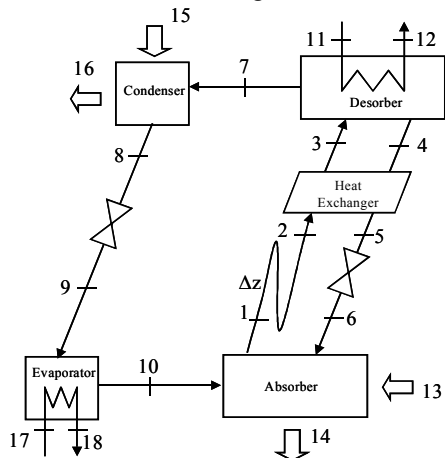 15
11
12
16
7
Condenser
Desorber
8
3
4
Heat
Exchanger
2
5
9
Δz
1
6
10
Evaporator
Absorber
13
17
18
14